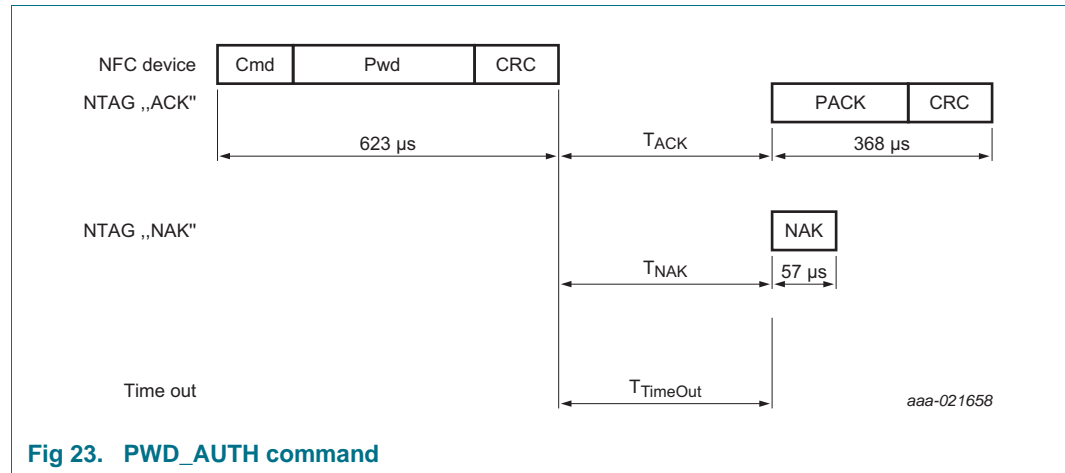 NFC device Cmd Pwd CRC
NTAG ,,ACK" PACK CRC
623 µs TACK 368 µs
NTAG ,,NAK" NAK
TNAK 57 µs
Time out TTimeOut aaa-021658
Fig 23. PWD_AUTH command